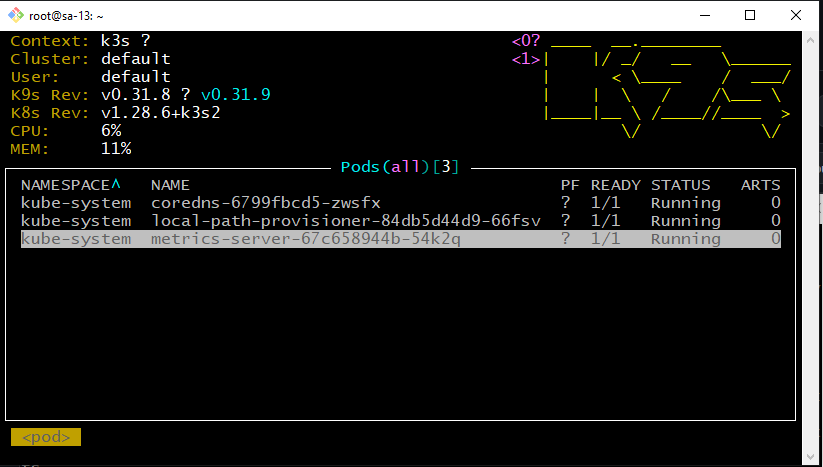 root@sa-13: ~
Context: k3s ? <0?
Cluster: default <1>
User: default
K9s Rev: v0.31.8 ? v0.31.9
K8s Rev: v1.28.6+k3s2
CPU: 6%
MEM: 11%
Pods(all)[3]
NAMESPACE^ NAME PF READY STATUS ARTS
kube-system coredns-6799fbcd5-zwsfx ? 1/1 Running 0
kube-system local-path-provisioner-84db5d44d9-66fsv ? 1/1 Running 0
kube-system metrics-server-67c658944b-54k2q ? 1/1 Running 0
<pod>